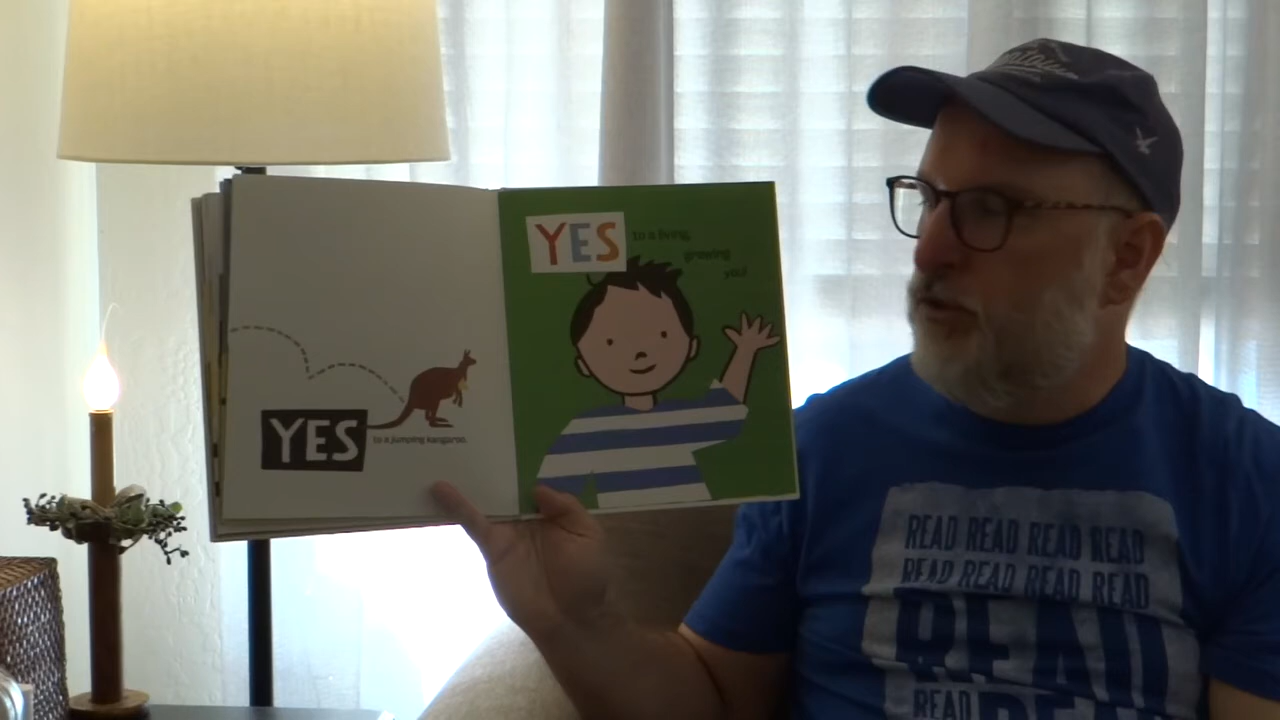 YES to a jumping kangaroo.
YES to a living,
growing
you!
READ READ READ READ
READ READ READ READ
READ
READ